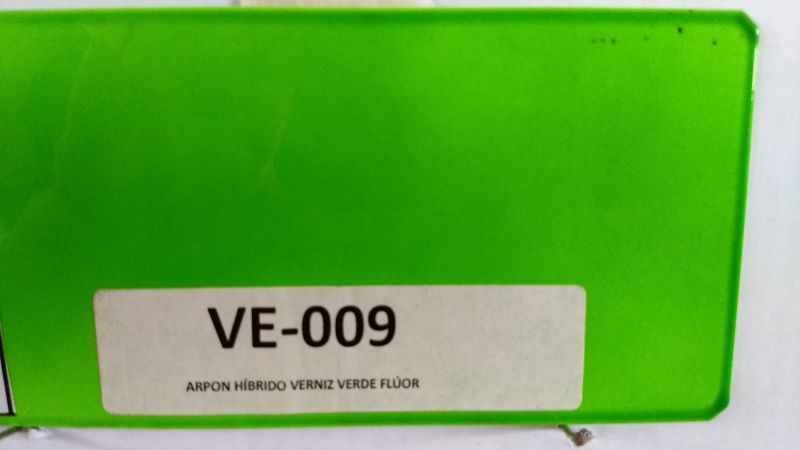 VE-009
ARPON HÍBRIDO VERNIZ VERDE FLÚOR